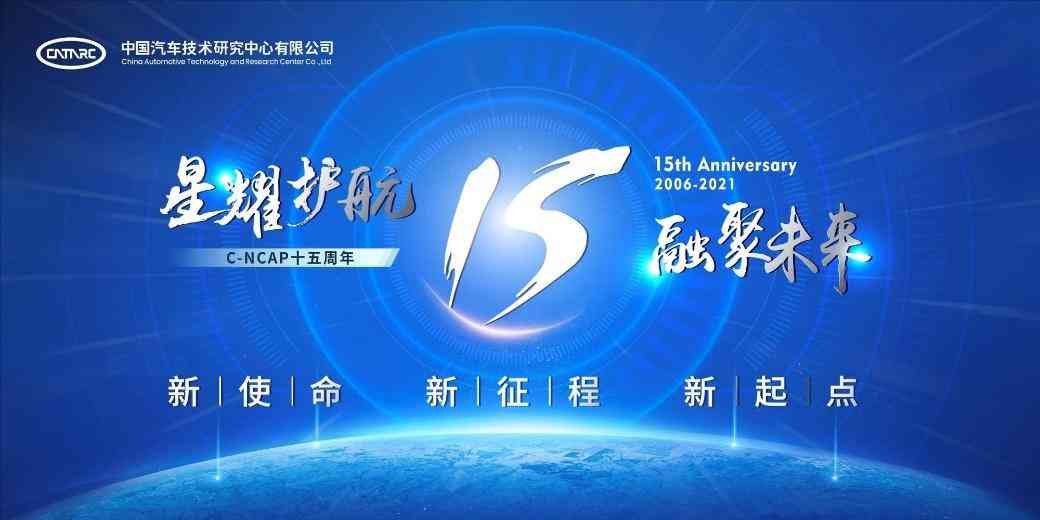 CATARC
中国汽车技术研究中心有限公司
China Automotive Technology and Research Center Co.,Ltd
星耀护航
C-NCAP十五周年
15
15th Anniversary
2006-2021
融聚未来
新使命 新征程 新起点